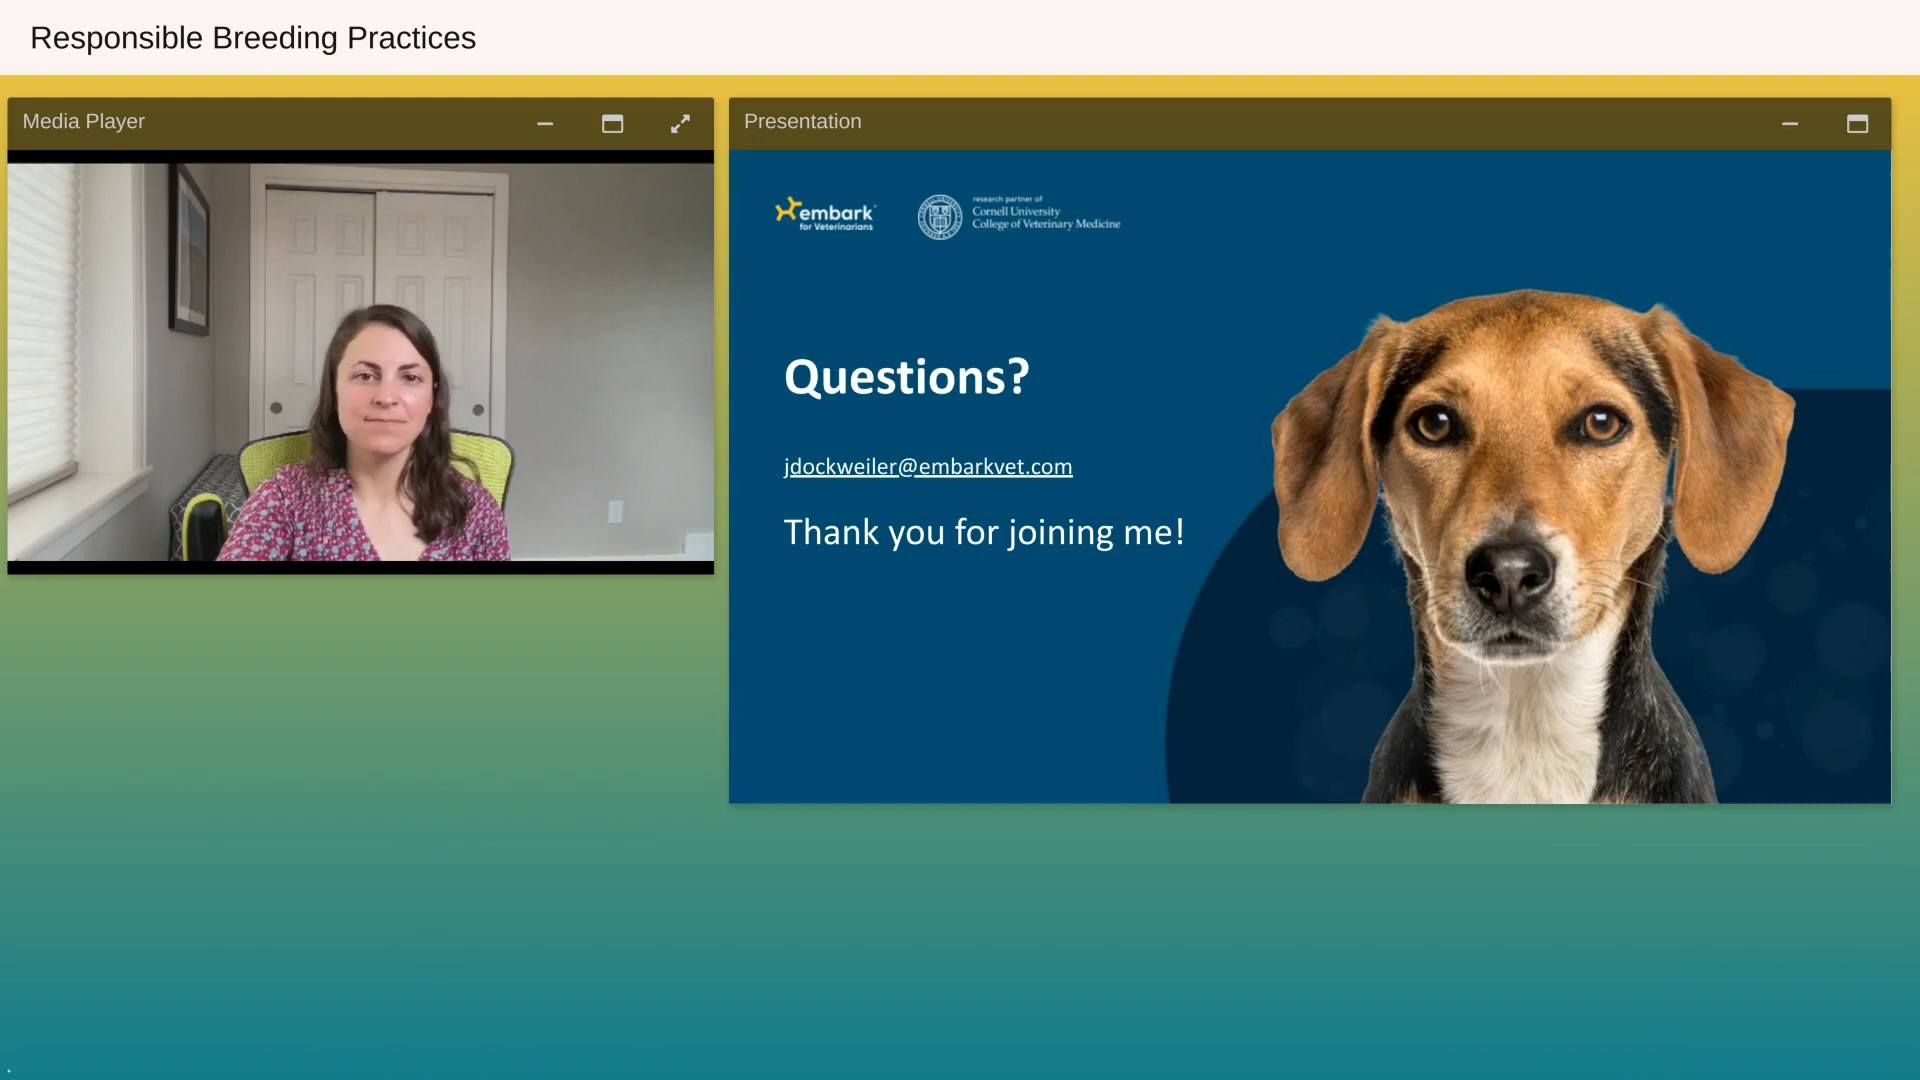 Responsible Breeding Practices
Media Player
Presentation
embark
for Veterinarians
research partner of
Cornell University
College of Veterinary Medicine
Questions?
jdockweiler@embarkvet.com
Thank you for joining me!